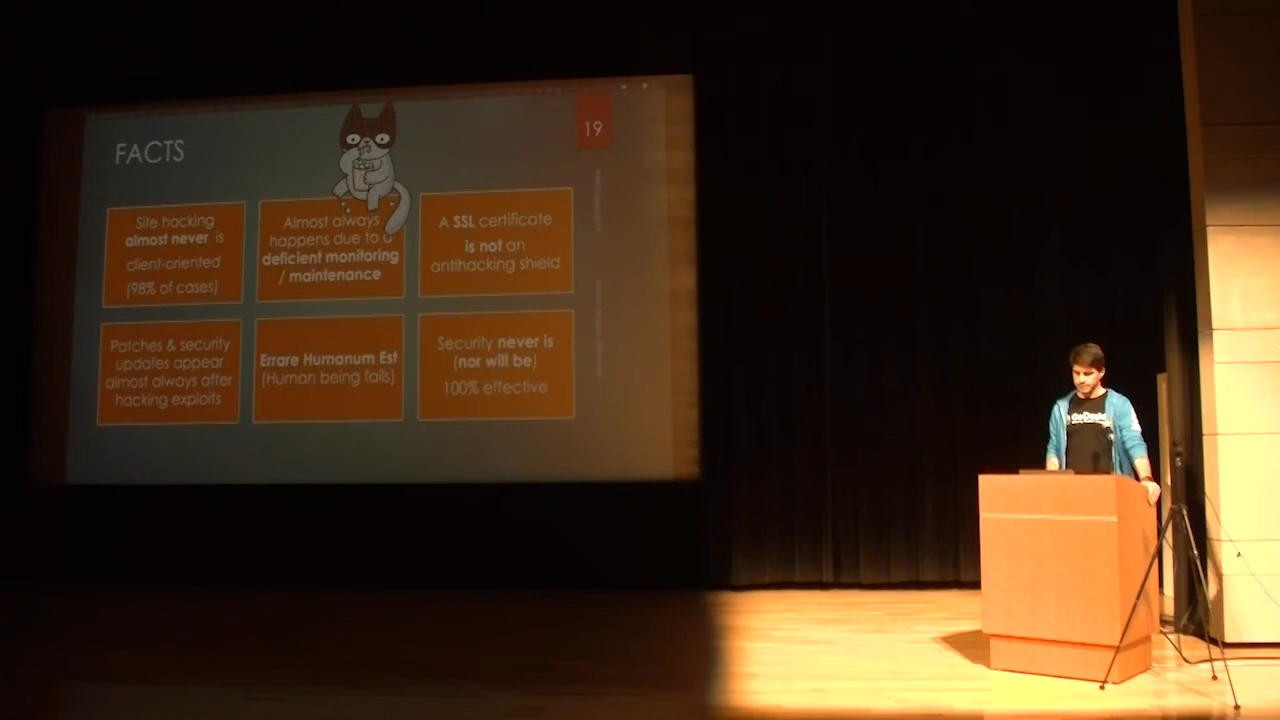 FACTS
19
Site hacking
almost never is
client-oriented
(98% of cases)
Almost always
happens due to a
deficient monitoring
/ maintenance
A SSL certificate
is not an
antihacking shield
Patches & security
updates appear
almost always after
hacking exploits
Errare Humanum Est
(Human being fails)
Security never is
(nor will be)
100% effective
GoDaddy